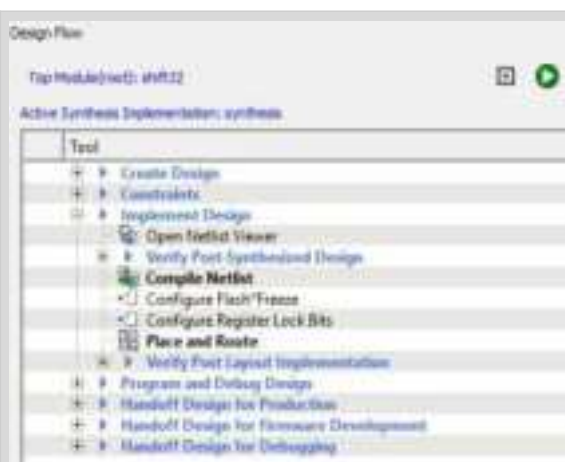 Design Flow
Top Module(root): shift32
Active Synthesis Implementation: synthesis
Tool
Create Design
Constraints
Implement Design
Open Netlist Viewer
Verify Post-Synthesized Design
Compile Netlist
Configure Flash*Freeze
Configure Register Lock Bits
Place and Route
Verify Post Layout Implementation
Program and Debug Design
Handoff Design for Production
Handoff Design for Firmware Development
Handoff Design for Debugging